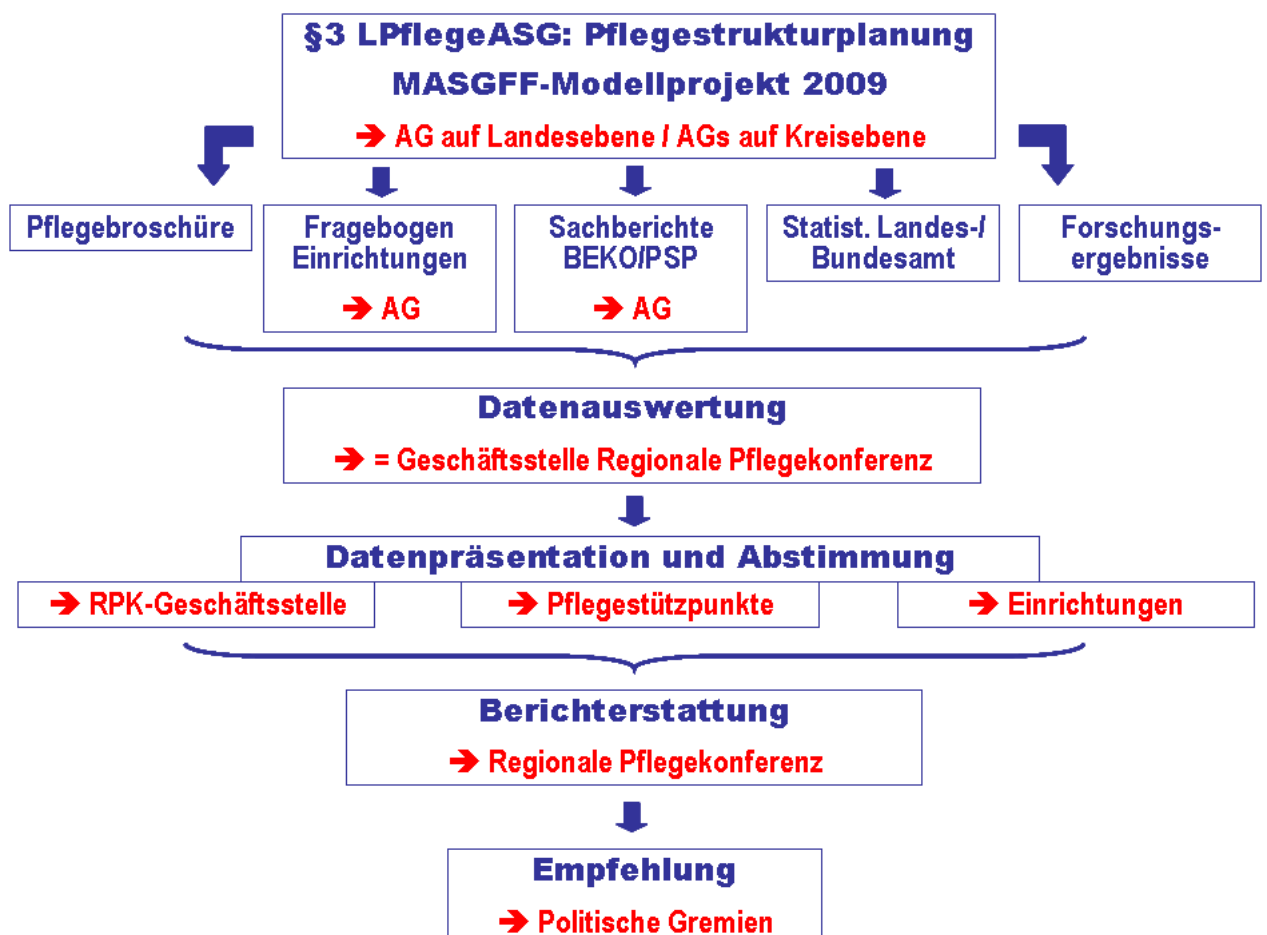 §3 LPflegeASG: Pflegestrukturplanung
MASGFF-Modellprojekt 2009
➔ AG auf Landesebene / AGs auf Kreisebene
Pflegebroschüre
Fragebogen
Einrichtungen
➔ AG
Sachberichte
BEKO/PSP
➔ AG
Statist. Landes-/
Bundesamt
Forschungs-
ergebnisse
Datenauswertung
➔ = Geschäftsstelle Regionale Pflegekonferenz
Datenpräsentation und Abstimmung
➔ RPK-Geschäftsstelle
➔ Pflegestützpunkte
➔ Einrichtungen
Berichterstattung
➔ Regionale Pflegekonferenz
Empfehlung
➔ Politische Gremien